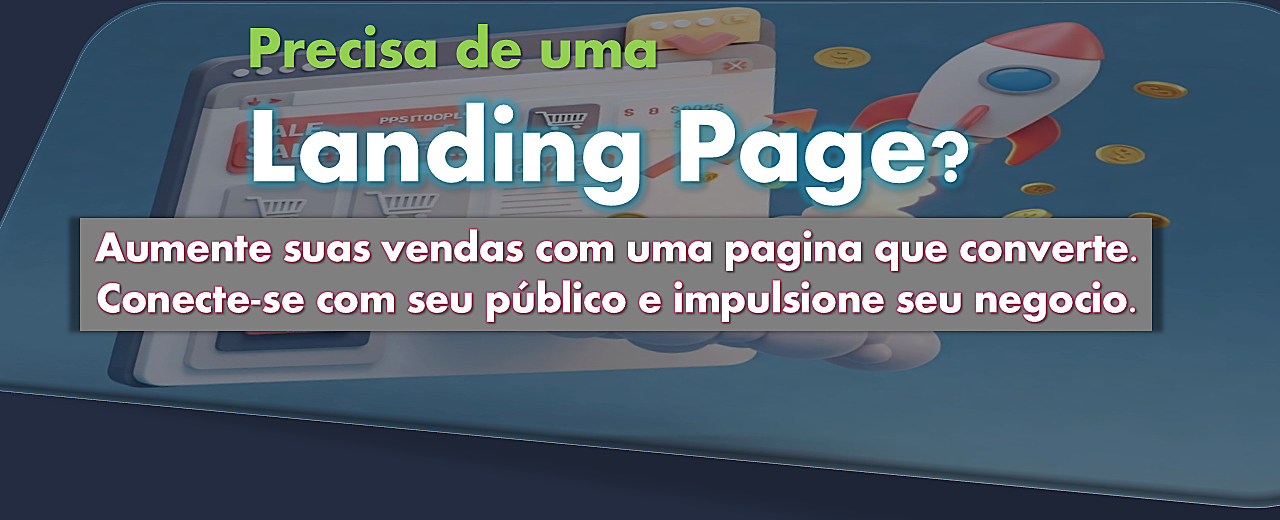 Precisa de uma
Landing Page?
SALE
Aumente suas vendas com uma pagina que converte.
Conecte-se com seu público e impulsione seu negocio.